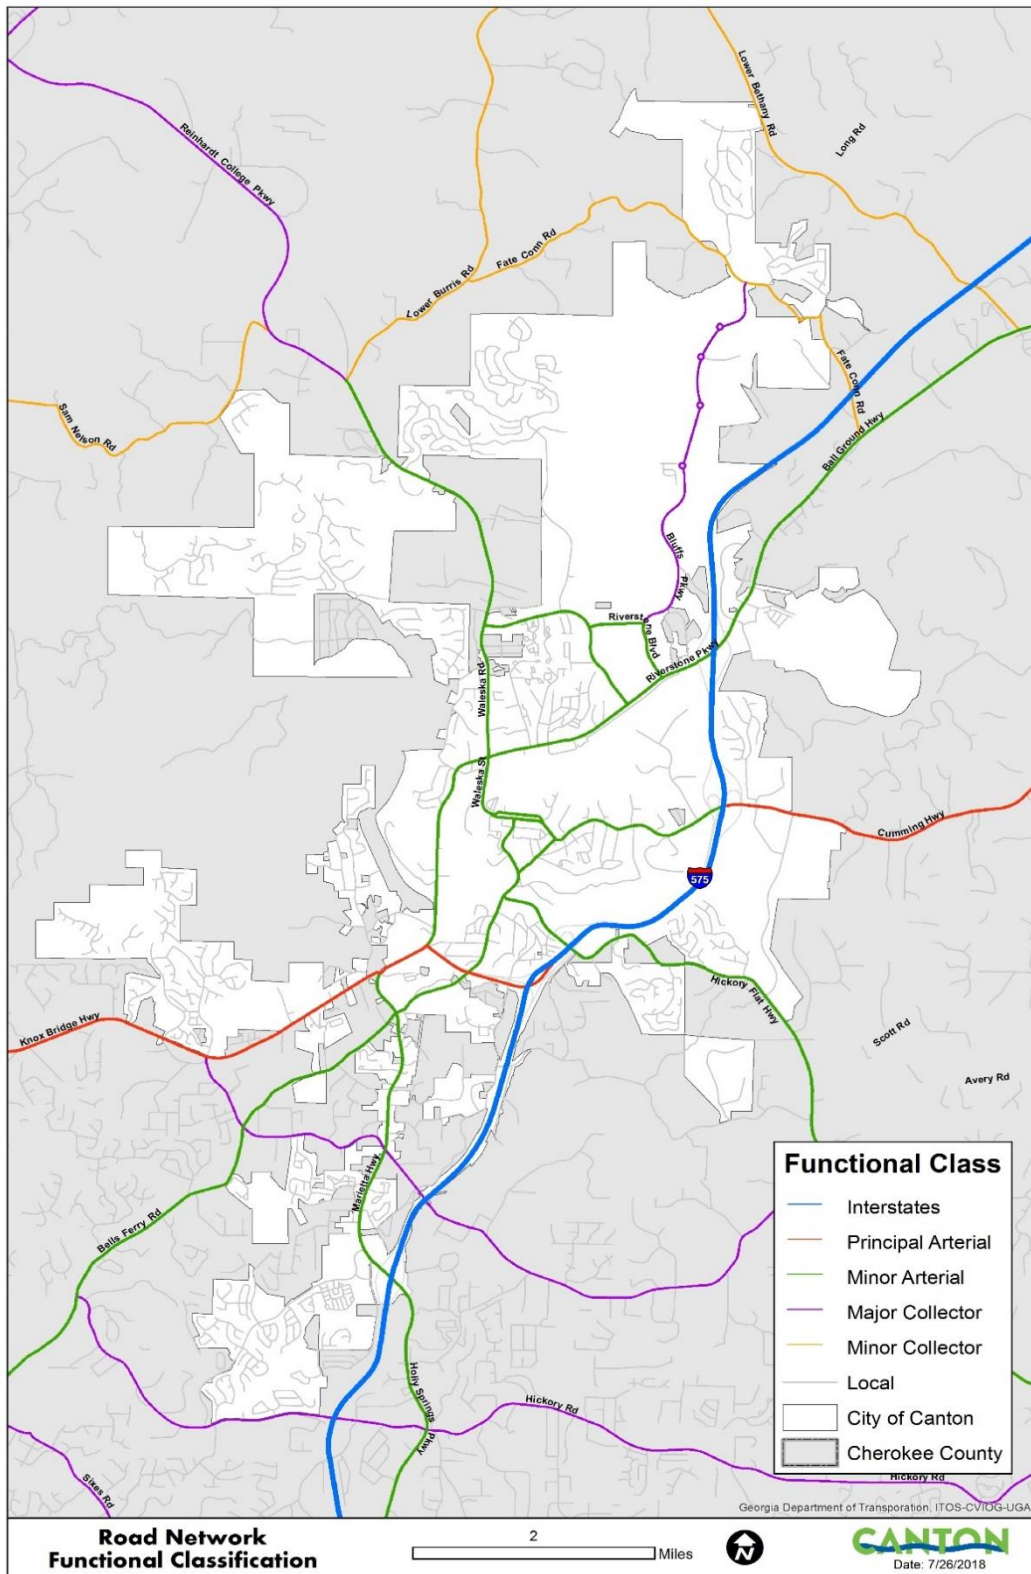 Lower Bethany Rd
Long Rd
Reinhardt College Pkwy
Fate Conn Rd
Lower Burris Rd
Fate Conn Rd
Sam Nelson Rd
Ball Ground Hwy
Bluffs Pkwy
Riverstone Blvd
Riverstone Pkwy
Waleska Rd
Waleska St
Cumming Hwy
575
Hickory Flat Hwy
Knox Bridge Hwy
Scott Rd
Avery Rd
Marietta Hwy
Bells Ferry Rd
Holly Springs Pkwy
Hickory Rd
Hickory Rd
Sixes Rd
Functional Class
Interstates
Principal Arterial
Minor Arterial
Major Collector
Minor Collector
Local
City of Canton
Cherokee County
Georgia Department of Transporation, ITOS-CVIOG-UGA
Road Network
Functional Classification
2
Miles
N
CANTON
Date: 7/26/2018